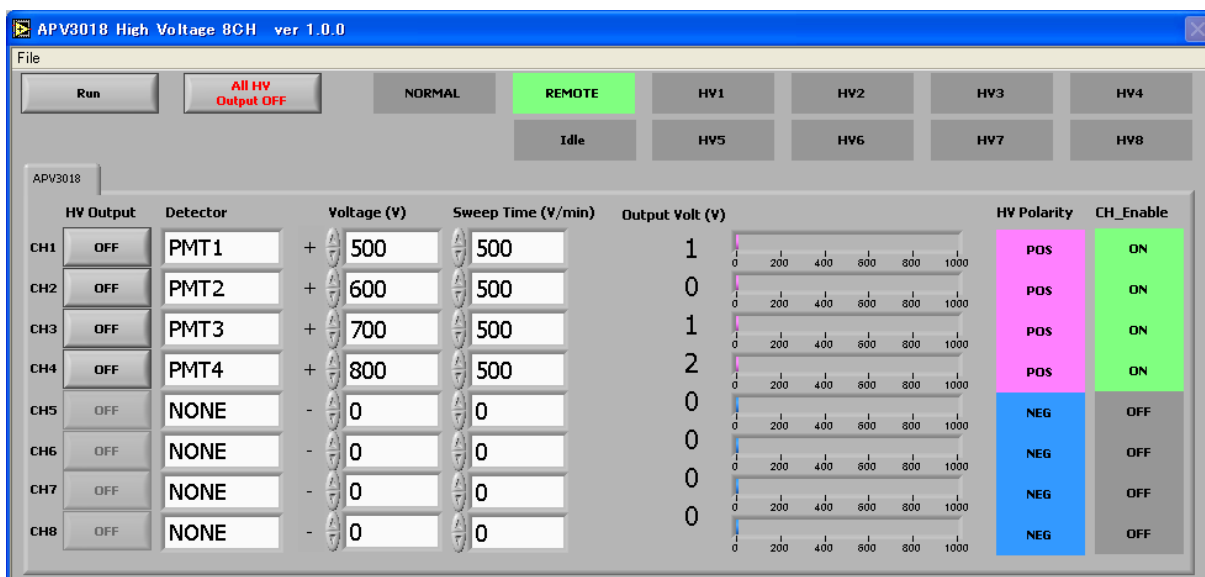 APV3018 High Voltage 8CH ver 1.0.0
File
Run All HV Output OFF NORMAL REMOTE HV1 HV2 HV3 HV4
Idle HV5 HV6 HV7 HV8
APV3018
HV Output Detector Voltage (V) Sweep Time (V/min) Output Volt (V) HV Polarity CH_Enable
CH1 OFF PMT1 + 500 500 1 0 200 400 600 800 1000 POS ON
CH2 OFF PMT2 + 600 500 0 0 200 400 600 800 1000 POS ON
CH3 OFF PMT3 + 700 500 1 0 200 400 600 800 1000 POS ON
CH4 OFF PMT4 + 800 500 2 0 200 400 600 800 1000 POS ON
CH5 OFF NONE - 0 0 0 0 200 400 600 800 1000 NEG OFF
CH6 OFF NONE - 0 0 0 0 200 400 600 800 1000 NEG OFF
CH7 OFF NONE - 0 0 0 0 200 400 600 800 1000 NEG OFF
CH8 OFF NONE - 0 0 0 0 200 400 600 800 1000 NEG OFF